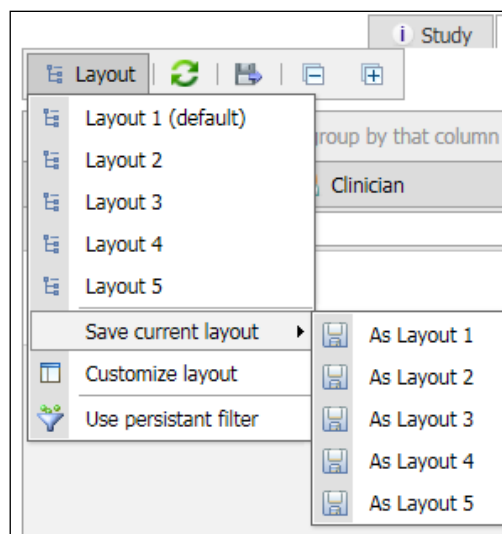 Study
Layout
Layout 1 (default)
group by that column
Layout 2
Clinician
Layout 3
Layout 4
Layout 5
Save current layout
As Layout 1
Customize layout
As Layout 2
Use persistant filter
As Layout 3
As Layout 4
As Layout 5